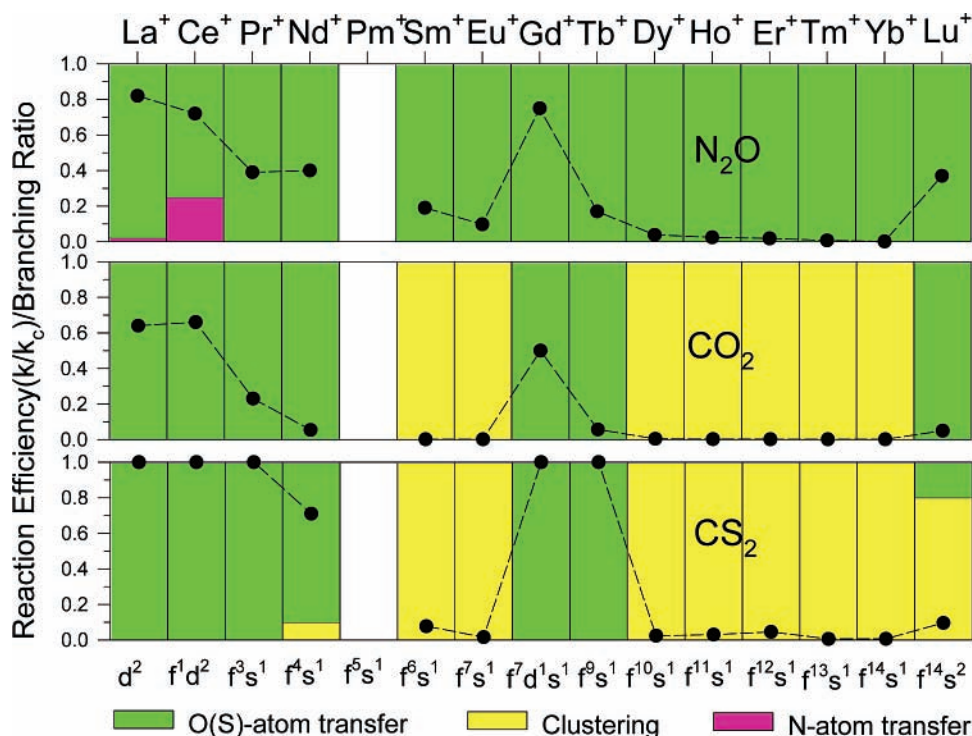 La+ Ce+ Pr+ Nd+ Pm+ Sm+ Eu+ Gd+ Tb+ Dy+ Ho+ Er+ Tm+ Yb+ Lu+
Reaction Efficiency(k/kc)/Branching Ratio
1.0
0.8
0.6
0.4
0.2
0.0
N2O
1.0
0.8
0.6
0.4
0.2
0.0
CO2
1.0
0.8
0.6
0.4
0.2
0.0
CS2
d² f¹d² f³s¹ f⁴s¹ f⁵s¹ f⁶s¹ f⁷s¹ f⁷d¹s¹ f⁹s¹ f¹⁰s¹ f¹¹s¹ f¹²s¹ f¹³s¹ f¹⁴s¹ f¹⁴s²
O(S)-atom transfer Clustering N-atom transfer